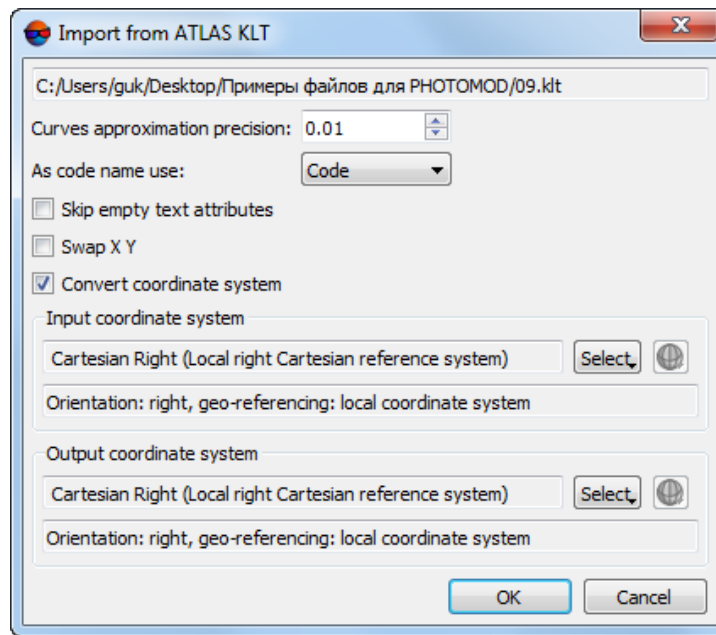 Import from ATLAS KLT
C:/Users/guk/Desktop/Примеры файлов для PHOTOMOD/09.klt
Curves approximation precision: 0.01
As code name use: Code
Skip empty text attributes
Swap X Y
Convert coordinate system
Input coordinate system
Cartesian Right (Local right Cartesian reference system) Select
Orientation: right, geo-referencing: local coordinate system
Output coordinate system
Cartesian Right (Local right Cartesian reference system) Select
Orientation: right, geo-referencing: local coordinate system
OK Cancel